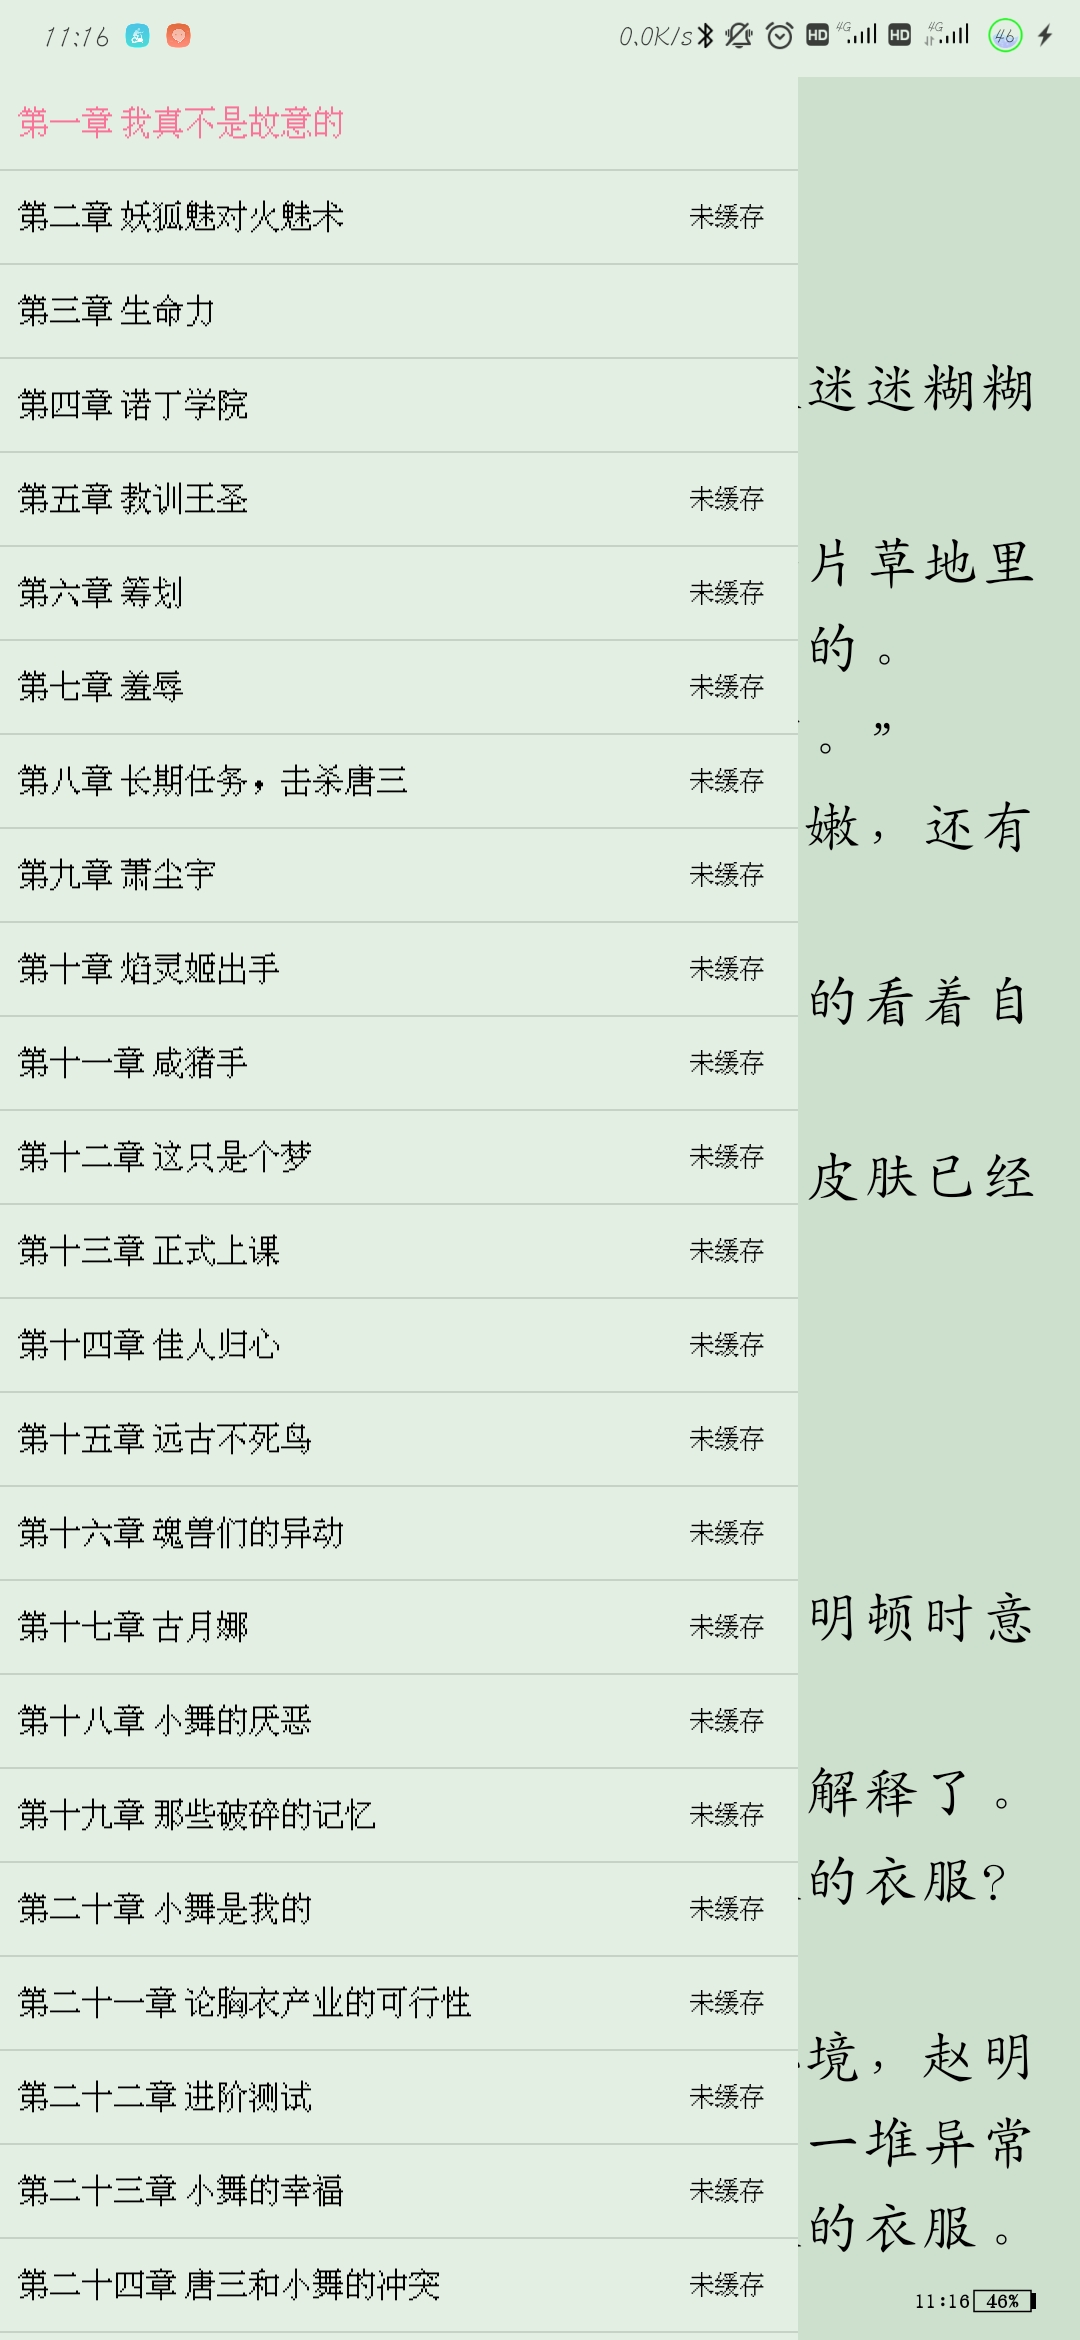 11:16
0.0K/s HD 4G HD 4G 46
第一章 我真不是故意的
第二章 妖狐魅对火魅术 未缓存
第三章 生命力
第四章 诺丁学院
第五章 教训王圣 未缓存
第六章 筹划 未缓存
第七章 羞辱 未缓存
第八章 长期任务，击杀唐三 未缓存
第九章 萧尘宇 未缓存
第十章 焰灵姬出手 未缓存
第十一章 咸猪手 未缓存
第十二章 这只是个梦 未缓存
第十三章 正式上课 未缓存
第十四章 佳人归心 未缓存
第十五章 远古不死鸟 未缓存
第十六章 魂兽们的异动 未缓存
第十七章 古月娜 未缓存
第十八章 小舞的厌恶 未缓存
第十九章 那些破碎的记忆 未缓存
第二十章 小舞是我的 未缓存
第二十一章 论胸衣产业的可行性 未缓存
第二十二章 进阶测试 未缓存
第二十三章 小舞的幸福 未缓存
第二十四章 唐三和小舞的冲突 未缓存
迷迷糊糊
片草地里
的。
。”
嫩，还有
的看着自
皮肤已经
明顿时意
解释了。
的衣服?
境，赵明
一堆异常
的衣服。
11:16 46%